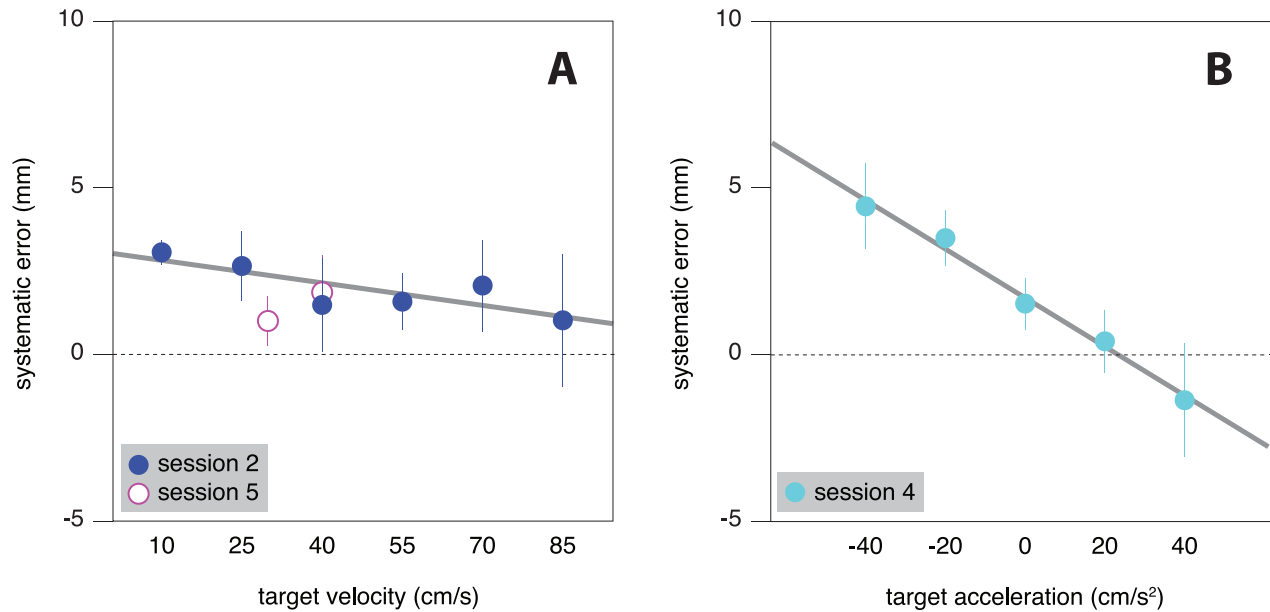 A
10
5
0
-5
systematic error (mm)
session 2
session 5
10 25 40 55 70 85
target velocity (cm/s)
B
10
5
0
-5
systematic error (mm)
session 4
-40 -20 0 20 40
target acceleration (cm/s²)